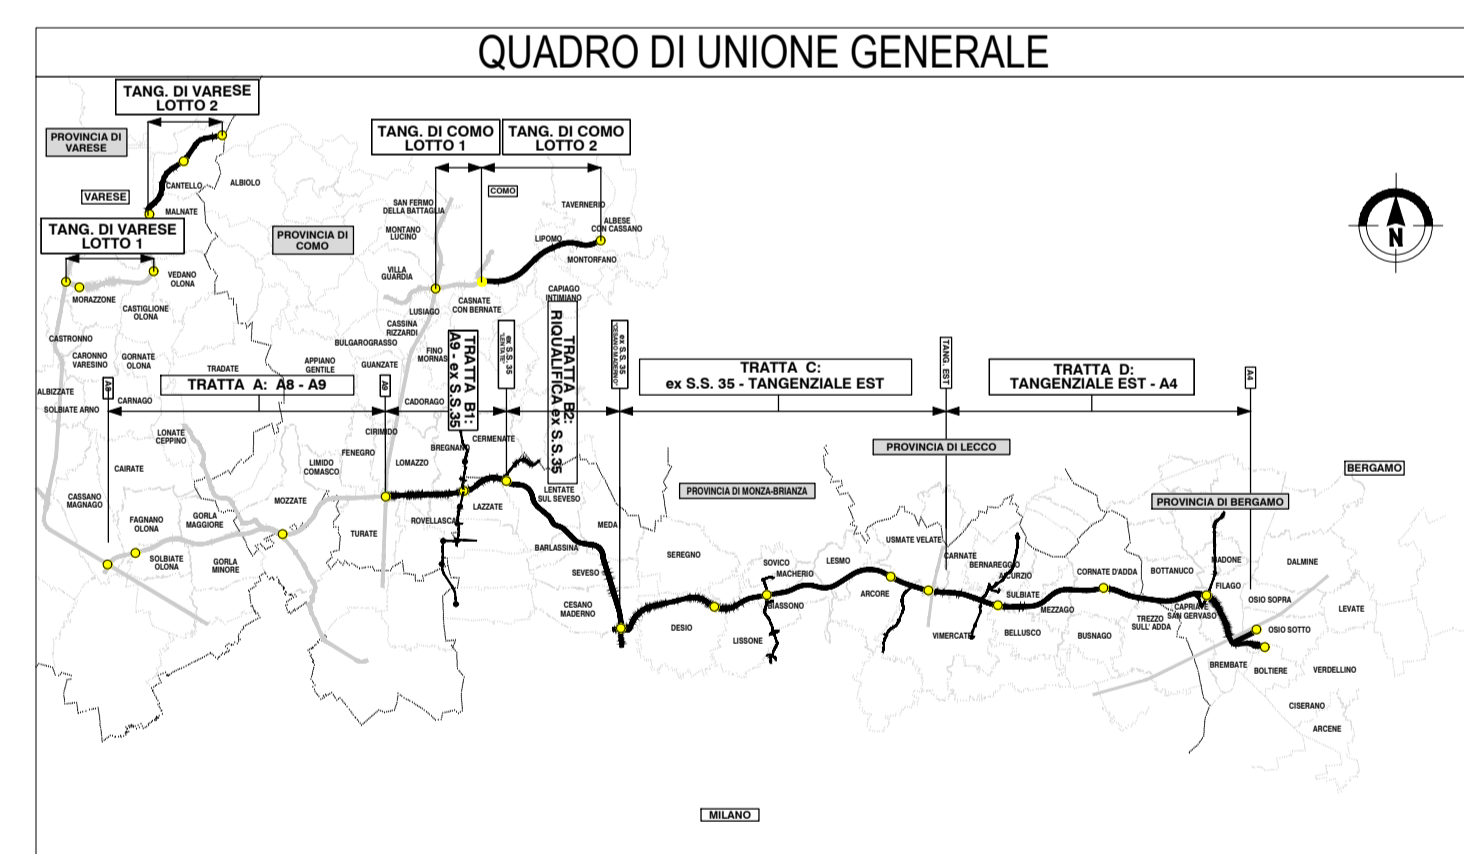 QUADRO DI UNIONE GENERALE
TANG. DI VARESE
LOTTO 2
PROVINCIA DI
VARESE
CANTELLO
ALBIOLO
VARESE
MALNATE
TANG. DI VARESE
LOTTO 1
PROVINCIA DI
COMO
VEDANO
OLONA
MORAZZONE
CASTIGLIONE
OLONA
TANG. DI COMO
LOTTO 1
TANG. DI COMO
LOTTO 2
COMO
SAN FERMO
DELLA BATTAGLIA
TAVERNERIO
MONTANO
LUCINO
ALBESE
CON CASSANO
LIPOMO
MONTORFANO
VILLA
GUARDIA
CAPIAGO
INTIMIANO
CASNATE
CON BERNATE
LUSIAGO
CASSINA
RIZZARDI
BULGAROGRASSO
N
CASTRONNO
CARONNO
VARESINO
GORNATE
OLONA
TRADATE
APPIANO
GENTILE
GUANZATE
FINO
MORNAS
ALBIZZATE
CARNAGO
SOLBIATE ARNO
A8
TRATTA A: A8 - A9
A9
CADORAGO
TRATTA B1:
A9 - ex S.S.35
ex S.S. 35
"LENTATE"
TRATTA B2:
RIQUALIFICA ex S.S.35
ex S.S. 35
"CESANO MADERNO"
TRATTA C:
ex S.S. 35 - TANGENZIALE EST
TANG. EST
TRATTA D:
TANGENZIALE EST - A4
A4
LONATE
CEPPINO
CIRIMIDO
FENEGRO
BREGNANO
CERMENATE
LIMIDO
COMASCO
LOMAZZO
CAIRATE
PROVINCIA DI LECCO
BERGAMO
PROVINCIA DI MONZA-BRIANZA
PROVINCIA DI BERGAMO
CASSANO
MAGNAGO
MOZZATE
LENTATE
SUL SEVESO
LAZZATE
FAGNANO
OLONA
GORLA
MAGGIORE
ROVELLASCA
TURATE
MEDA
SOLBIATE
OLONA
GORLA
MINORE
BARLASSINA
SEREGNO
USMATE VELATE
CARNATE
SEVESO
SOVICO
MACHERIO
LESMO
BERNAREGGIO
AICURZIO
CORNATE D'ADDA
BOTTANUCO
MADONE
DALMINE
FILAGO
CESANO
MADERNO
BIASSONO
ARCORE
SULBIATE
MEZZAGO
CAPRIATE
SAN GERVASO
OSIO SOPRA
LEVATE
DESIO
LISSONE
VIMERCATE
BELLUSCO
BUSNAGO
TREZZO
SULL' ADDA
OSIO SOTTO
BREMBATE
BOLTIERE
VERDELLINO
CISERANO
ARCENE
MILANO